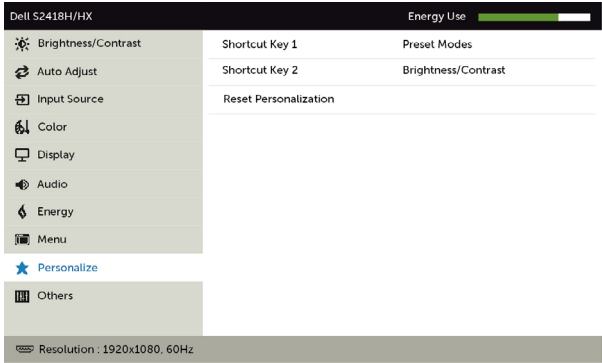 Dell S2418H/HX Energy Use
Brightness/Contrast
Auto Adjust
Input Source
Color
Display
Audio
Energy
Menu
Personalize
Others
Shortcut Key 1 Preset Modes
Shortcut Key 2 Brightness/Contrast
Reset Personalization
Resolution : 1920x1080, 60Hz